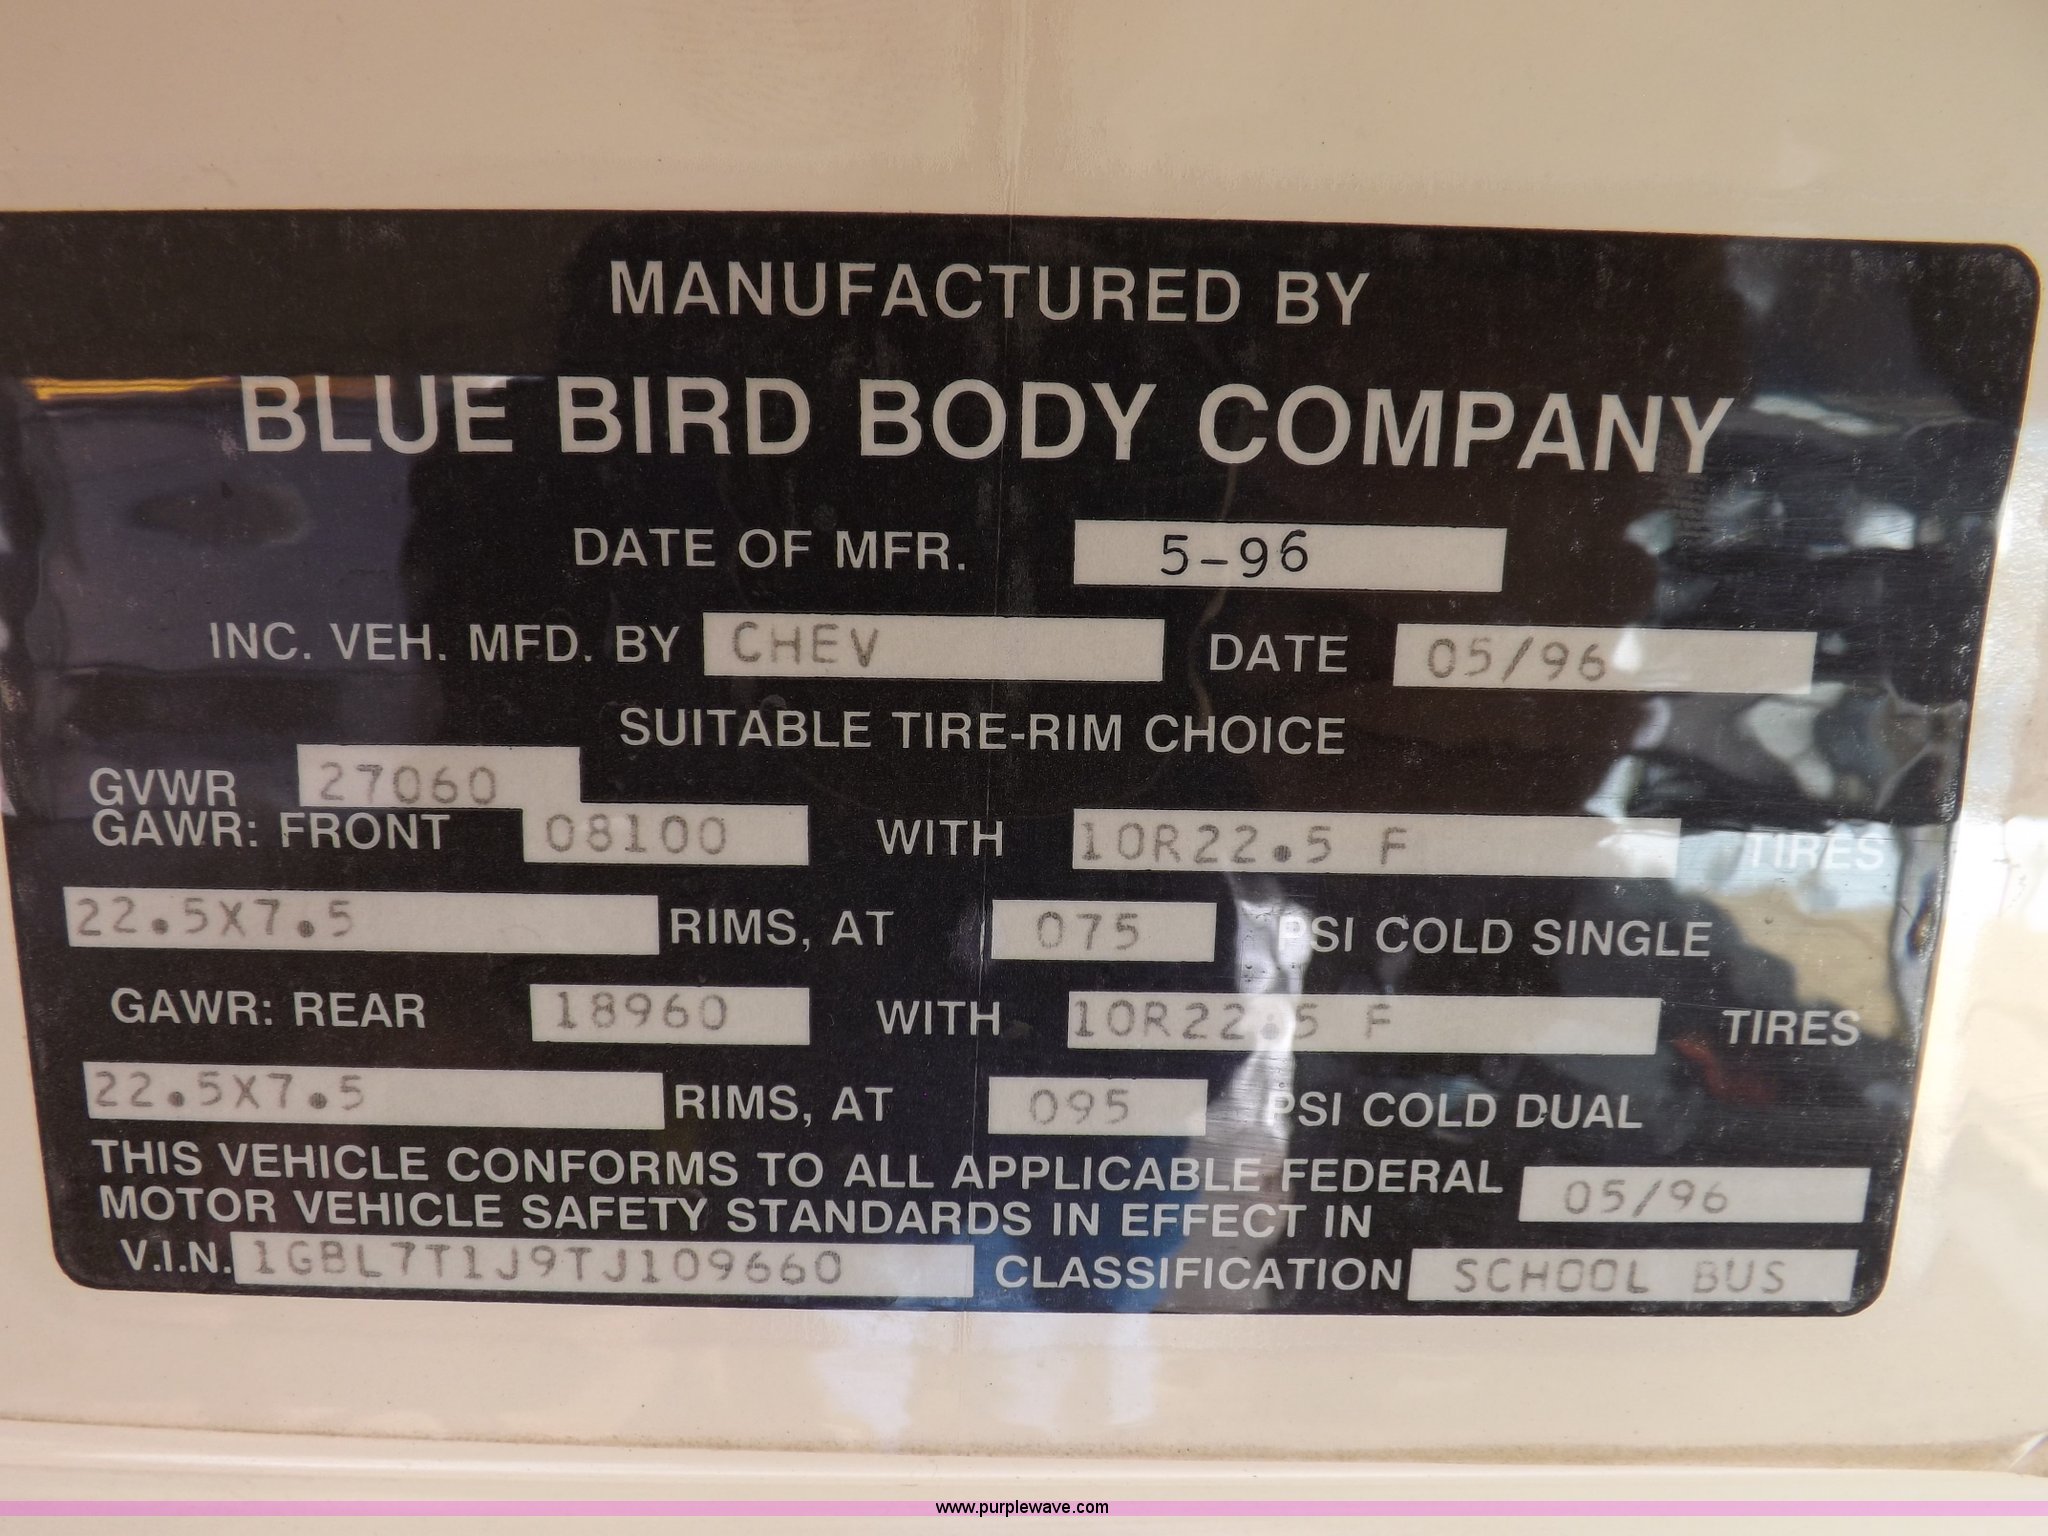 MANUFACTURED BY
BLUE BIRD BODY COMPANY
DATE OF MFR. 5-96
INC. VEH. MFD. BY CHEV DATE 05/96
SUITABLE TIRE-RIM CHOICE
GVWR 27060
GAWR: FRONT 08100 WITH 10R22.5 F TIRES
22.5X7.5 RIMS, AT 075 PSI COLD SINGLE
GAWR: REAR 18960 WITH 10R22.5 F TIRES
22.5X7.5 RIMS, AT 095 PSI COLD DUAL
THIS VEHICLE CONFORMS TO ALL APPLICABLE FEDERAL
MOTOR VEHICLE SAFETY STANDARDS IN EFFECT IN 05/96
V.I.N. 1GBL7T1J9TJ109660 CLASSIFICATION SCHOOL BUS
www.purplewave.com